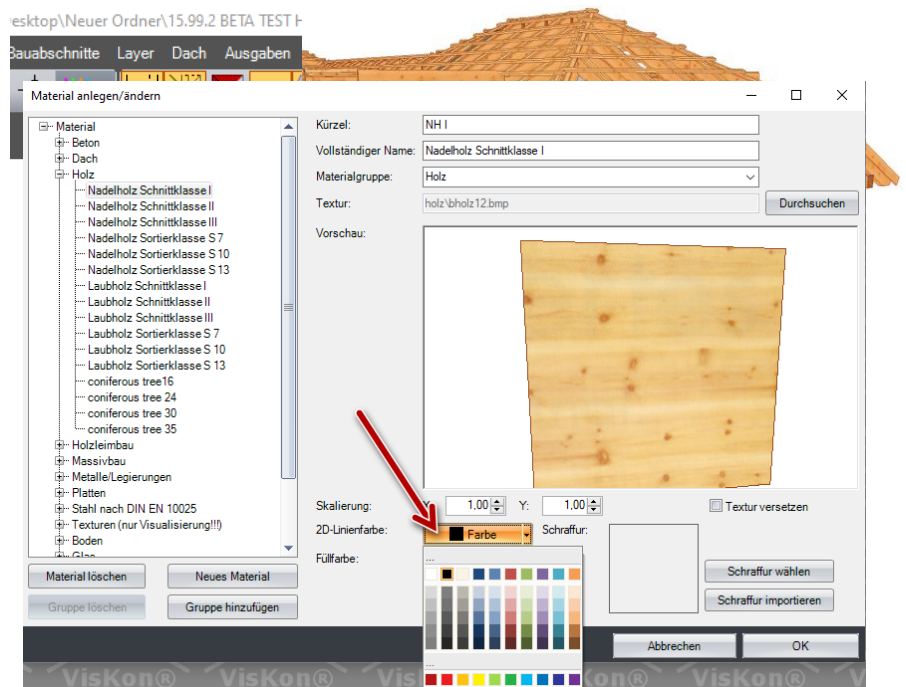 esktop\Neuer Ordner\15.99.2 BETA TEST H
Bauabschnitte Layer Dach Ausgaben
Material anlegen/ändern
Material
Beton
Dach
Holz
Nadelholz Schnittklasse I
Nadelholz Schnittklasse II
Nadelholz Schnittklasse III
Nadelholz Sortierklasse S 7
Nadelholz Sortierklasse S 10
Nadelholz Sortierklasse S 13
Laubholz Schnittklasse I
Laubholz Schnittklasse II
Laubholz Schnittklasse III
Laubholz Sortierklasse S 7
Laubholz Sortierklasse S 10
Laubholz Sortierklasse S 13
coniferous tree16
coniferous tree 24
coniferous tree 30
coniferous tree 35
Holzleimbau
Massivbau
Metalle/Legierungen
Platten
Stahl nach DIN EN 10025
Texturen (nur Visualisierung!!!)
Boden
Glas
Material löschen Neues Material
Gruppe löschen Gruppe hinzufügen
Kürzel: NH I
Vollständiger Name: Nadelholz Schnittklasse I
Materialgruppe: Holz
Textur: holz\bholz12.bmp Durchsuchen
Vorschau:
Skalierung: X: 1,00 Y: 1,00 Textur versetzen
2D-Linienfarbe: Farbe Schraffur:
Füllfarbe:
...
...
Schraffur wählen
Schraffur importieren
Abbrechen OK
VisKon® VisKon® Vis kon® VisKon® V